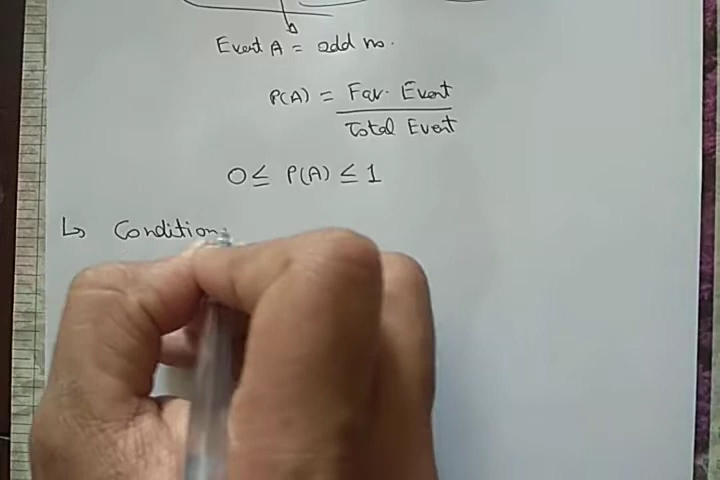 Event A = odd no.
P(A) = Fav. Event
Total Event
0 ≤ P(A) ≤ 1
↳ Condition